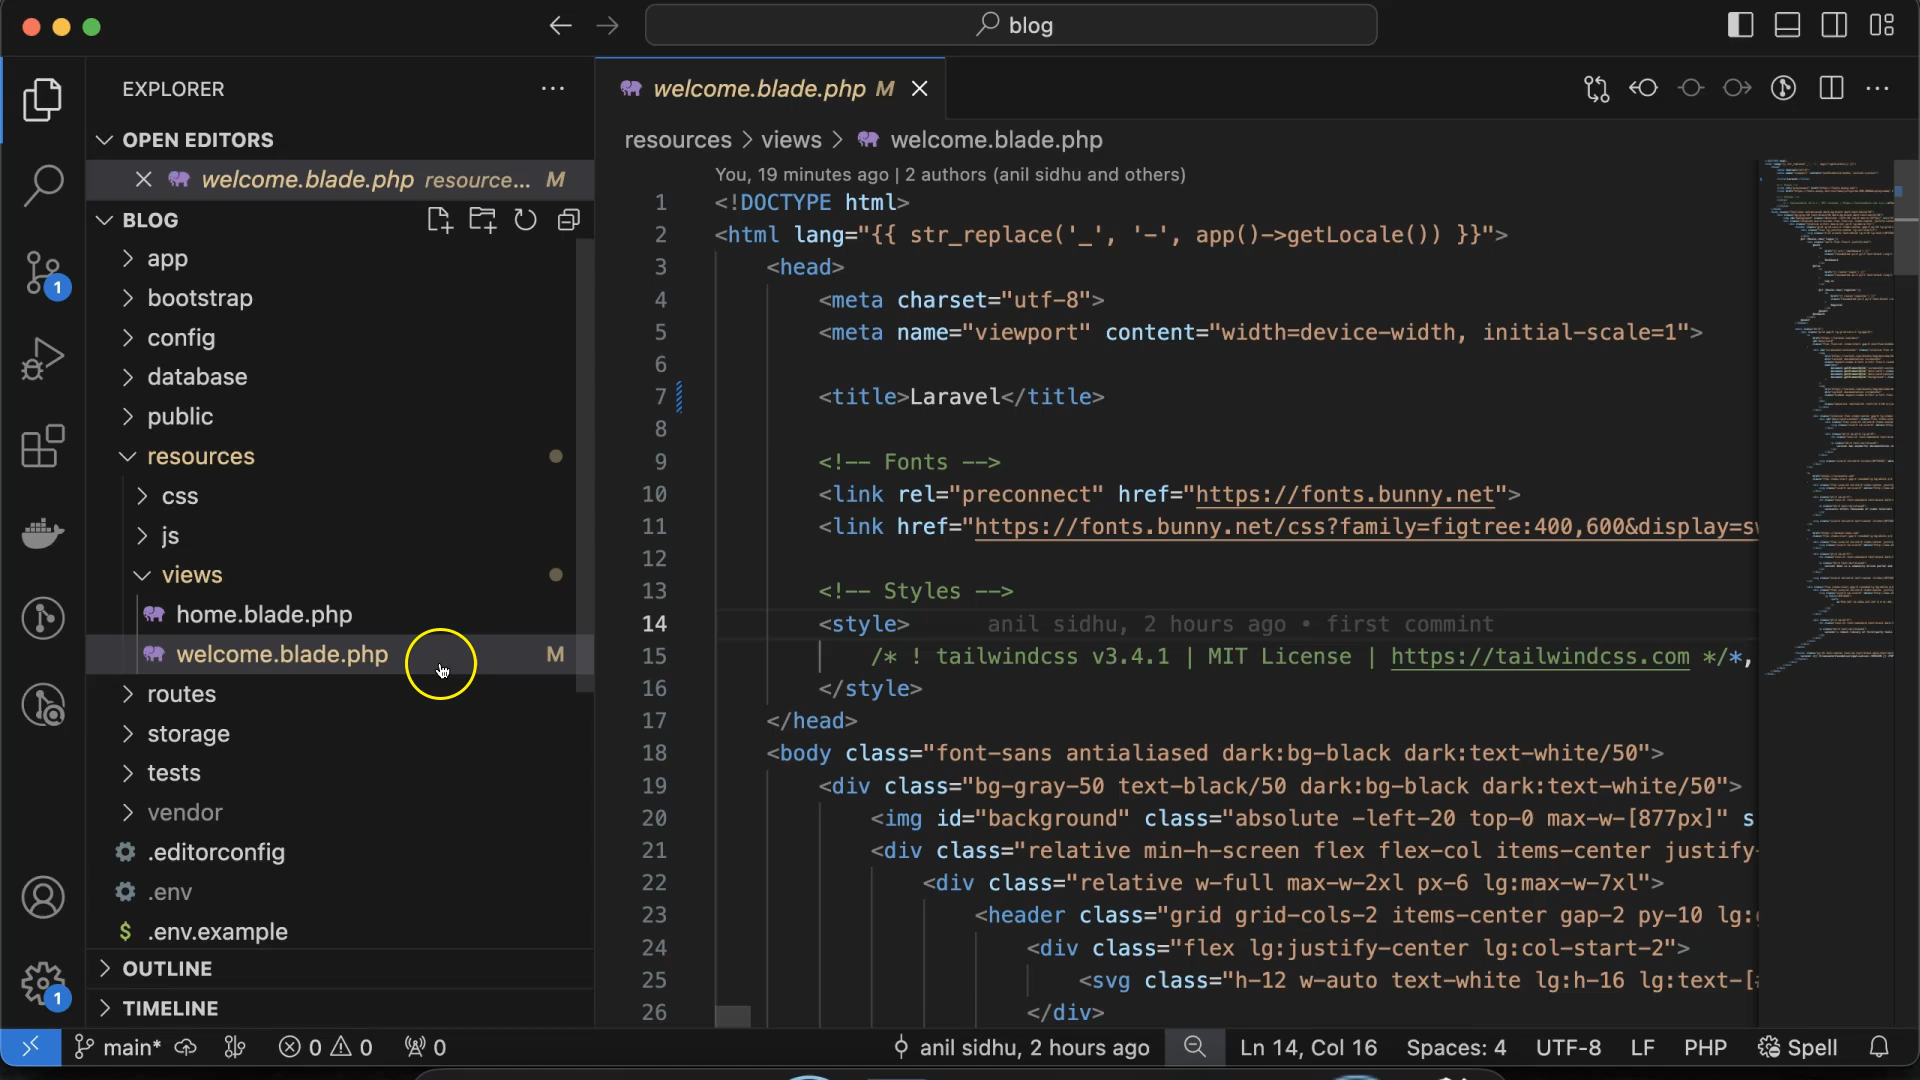 blog
EXPLORER
OPEN EDITORS
welcome.blade.php resource... M
BLOG
app
bootstrap
config
database
public
resources
css
js
views
home.blade.php
welcome.blade.php M
routes
storage
tests
vendor
.editorconfig
.env
$ .env.example
OUTLINE
TIMELINE
welcome.blade.php M
resources > views > welcome.blade.php
You, 19 minutes ago | 2 authors (anil sidhu and others)
1 <!DOCTYPE html>
2 <html lang="{{ str_replace('_', '-', app()->getLocale()) }}">
3 <head>
4 <meta charset="utf-8">
5 <meta name="viewport" content="width=device-width, initial-scale=1">
6
7 <title>Laravel</title>
8
9 <!-- Fonts -->
10 <link rel="preconnect" href="https://fonts.bunny.net">
11 <link href="https://fonts.bunny.net/css?family=figtree:400,600&display=s
12
13 <!-- Styles -->
14 <style> anil sidhu, 2 hours ago • first commint
15 /* ! tailwindcss v3.4.1 | MIT License | https://tailwindcss.com */*,
16 </style>
17 </head>
18 <body class="font-sans antialiased dark:bg-black dark:text-white/50">
19 <div class="bg-gray-50 text-black/50 dark:bg-black dark:text-white/50">
20 <img id="background" class="absolute -left-20 top-0 max-w-[877px]" s
21 <div class="relative min-h-screen flex flex-col items-center justify-
22 <div class="relative w-full max-w-2xl px-6 lg:max-w-7xl">
23 <header class="grid grid-cols-2 items-center gap-2 py-10 lg:
24 <div class="flex lg:justify-center lg:col-start-2">
25 <svg class="h-12 w-auto text-white lg:h-16 lg:text-[
26 </div>
1
1
main* 0 0 0 anil sidhu, 2 hours ago Ln 14, Col 16 Spaces: 4 UTF-8 LF PHP Spell